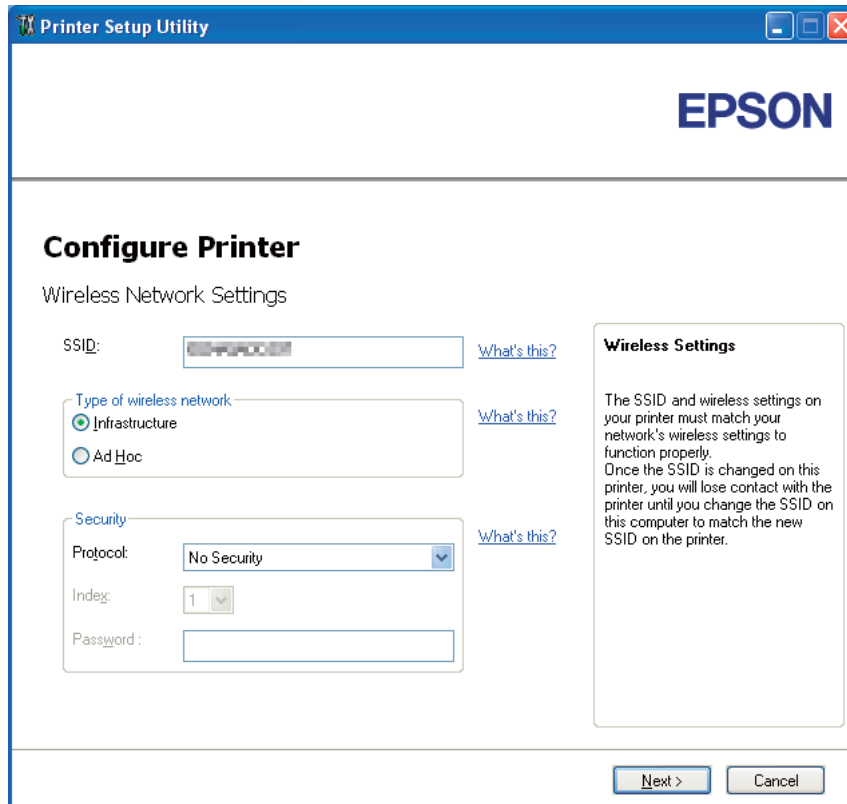 Printer Setup Utility
EPSON
Configure Printer
Wireless Network Settings
SSID:
What's this?
Type of wireless network
Infrastructure
Ad Hoc
What's this?
Security
Protocol:
No Security
Index:
1
Password :
What's this?
Wireless Settings
The SSID and wireless settings on
your printer must match your
network's wireless settings to
function properly.
Once the SSID is changed on this
printer, you will lose contact with the
printer until you change the SSID on
this computer to match the new
SSID on the printer.
Next >
Cancel